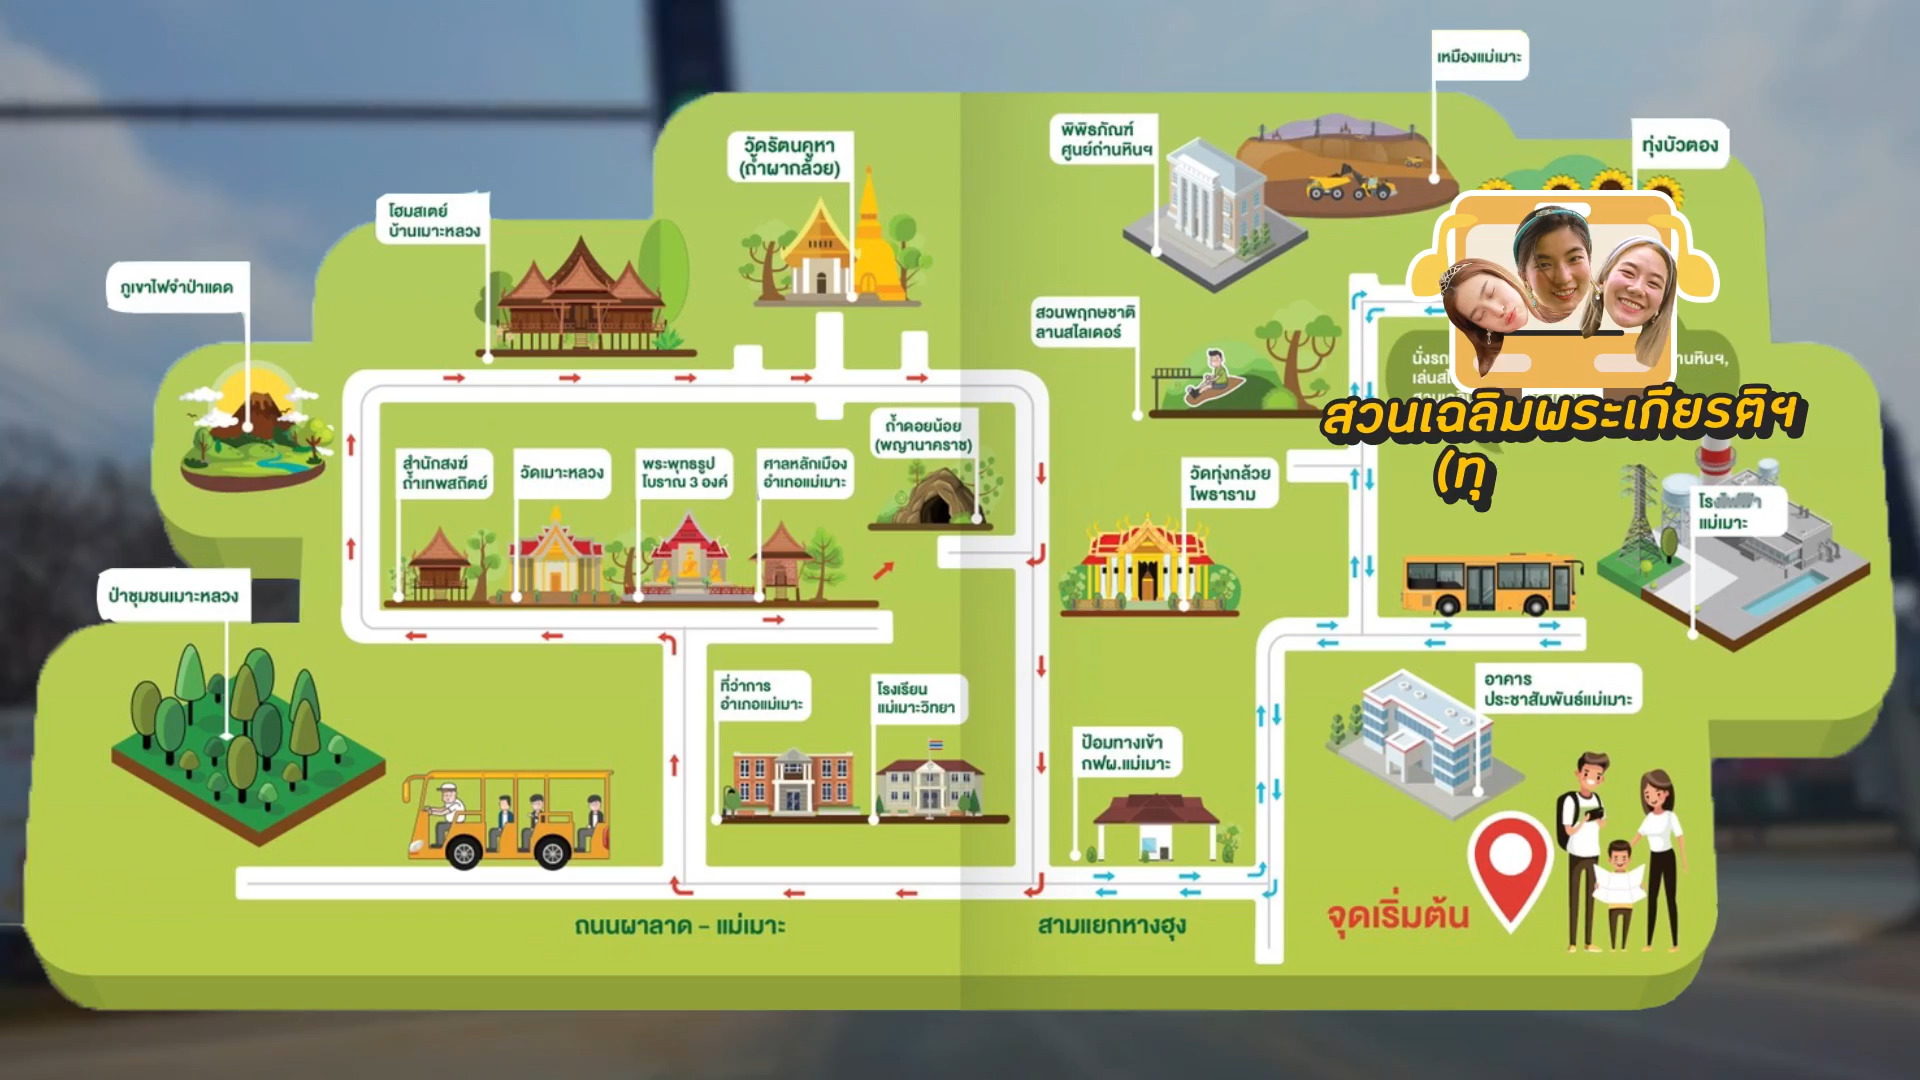 เหมืองแม่เมาะ
พิพิธภัณฑ์
ศูนย์ถ่านหินฯ
ทุ่งบัวตอง
วัดรัตนคูหา
(ถ้ำผากล้วย)
โฮมสเตย์
บ้านเมาะหลวง
ภูเขาไฟจำป่าแดด
สวนพฤกษชาติ
ลานสไลเดอร์
นั่งรถ
านหินฯ,
สวนเฉลิมพระเกียรติฯ
(ทุ
ถ้ำดอยน้อย
(พญานาคราช)
สำนักสงฆ์
ถ้ำเทพสถิตย์
วัดเมาะหลวง
พระพุทธรูป
โบราณ 3 องค์
ศาลหลักเมือง
อำเภอแม่เมาะ
วัดทุ่งกล้วย
โพธาราม
โรงไฟฟ้า
แม่เมาะ
ป่าชุมชนเมาะหลวง
ที่ว่าการ
อำเภอแม่เมาะ
โรงเรียน
แม่เมาะวิทยา
อาคาร
ประชาสัมพันธ์แม่เมาะ
ป้อมทางเข้า
กฟผ.แม่เมาะ
จุดเริ่มต้น
ถนนผาลาด - แม่เมาะ
สามแยกหางฮุง